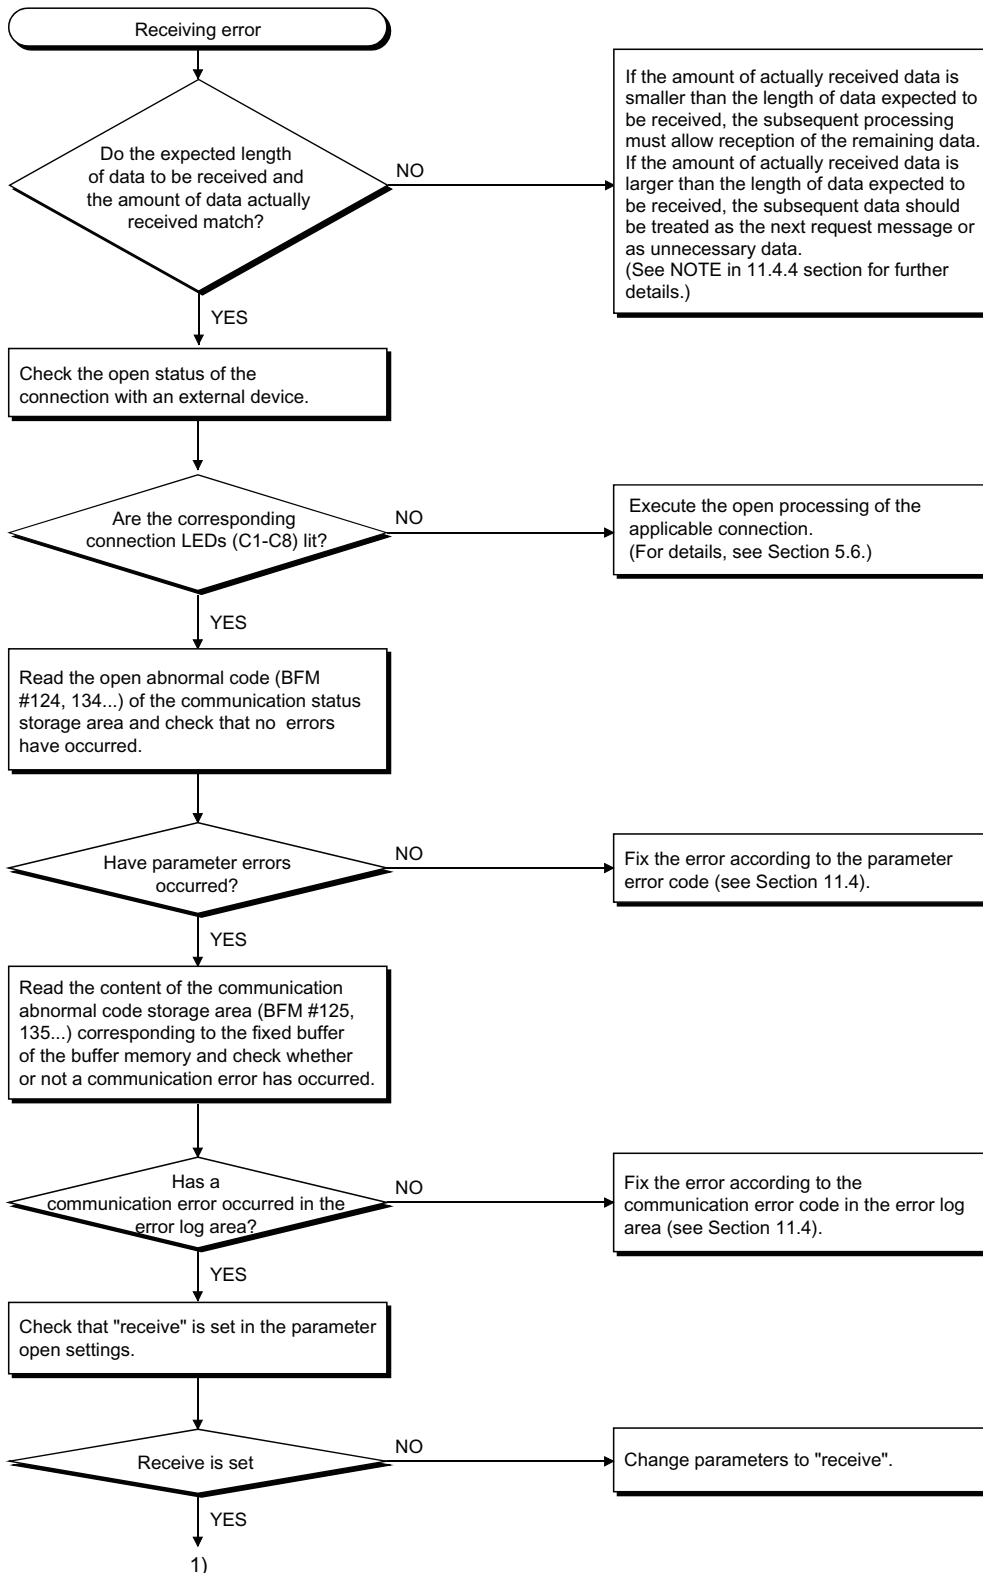 Receiving error
Do the expected length
of data to be received and
the amount of data actually
received match?
NO
If the amount of actually received data is
smaller than the length of data expected to
be received, the subsequent processing
must allow reception of the remaining data.
If the amount of actually received data is
larger than the length of data expected to
be received, the subsequent data should
be treated as the next request message or
as unnecessary data.
(See NOTE in 11.4.4 section for further
details.)
YES
Check the open status of the
connection with an external device.
Are the corresponding
connection LEDs (C1-C8) lit?
NO
Execute the open processing of the
applicable connection.
(For details, see Section 5.6.)
YES
Read the open abnormal code (BFM
#124, 134...) of the communication status
storage area and check that no  errors
have occurred.
Have parameter errors
occurred?
NO
Fix the error according to the parameter
error code (see Section 11.4).
YES
Read the content of the communication
abnormal code storage area (BFM #125,
135...) corresponding to the fixed buffer
of the buffer memory and check whether
or not a communication error has occurred.
Has a
communication error occurred in the
error log area?
NO
Fix the error according to the
communication error code in the error log
area (see Section 11.4).
YES
Check that "receive" is set in the parameter
open settings.
Receive is set
NO
Change parameters to "receive".
YES
1)